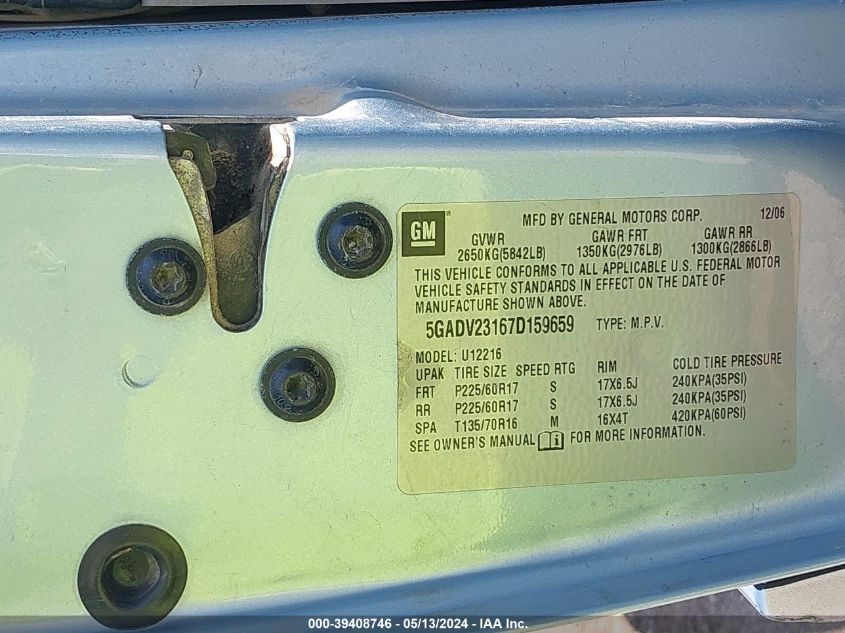 GM® MFD BY GENERAL MOTORS CORP. 12/06
GVWR GAWR FRT GAWR RR
2650KG(5842LB) 1350KG(2976LB) 1300KG(2866LB)
THIS VEHICLE CONFORMS TO ALL APPLICABLE U.S. FEDERAL MOTOR
VEHICLE SAFETY STANDARDS IN EFFECT ON THE DATE OF
MANUFACTURE SHOWN ABOVE.
5GADV23167D159659 TYPE: M.P.V.
MODEL: U12216
UPAK TIRE SIZE SPEED RTG RIM COLD TIRE PRESSURE
FRT P225/60R17 S 17X6.5J 240KPA(35PSI)
RR P225/60R17 S 17X6.5J 240KPA(35PSI)
SPA T135/70R16 M 16X4T 420KPA(60PSI)
SEE OWNER'S MANUAL FOR MORE INFORMATION.
000-39408746 - 05/13/2024 - IAA Inc.